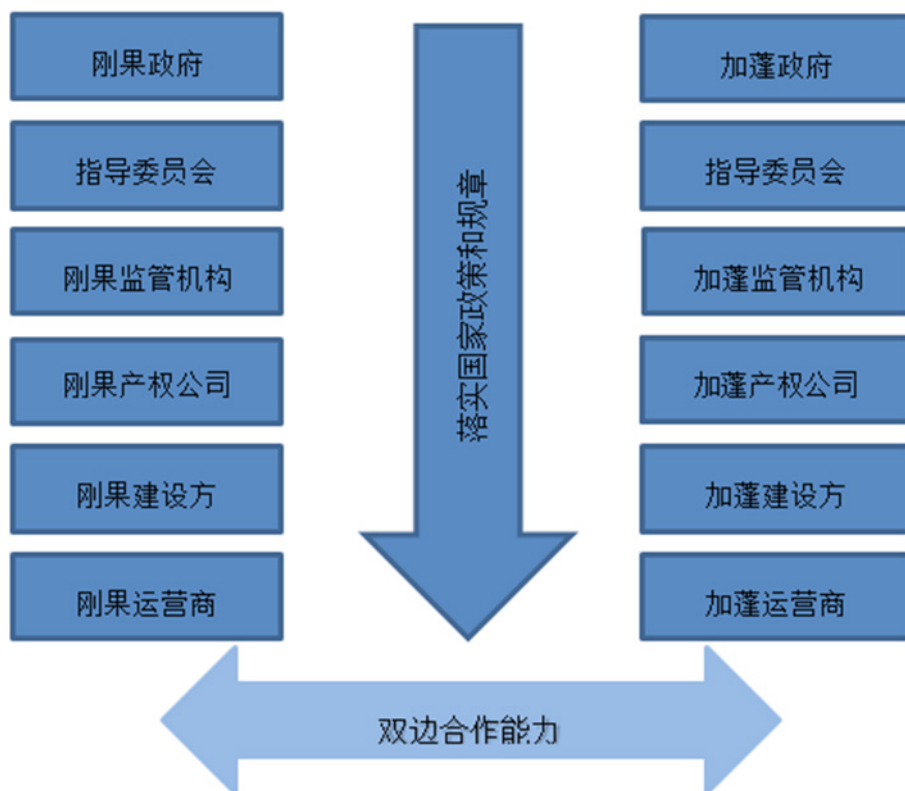 刚果政府
指导委员会
刚果监管机构
刚果产权公司
刚果建设方
刚果运营商
落实国家政策和规章
加蓬政府
指导委员会
加蓬监管机构
加蓬产权公司
加蓬建设方
加蓬运营商
双边合作能力